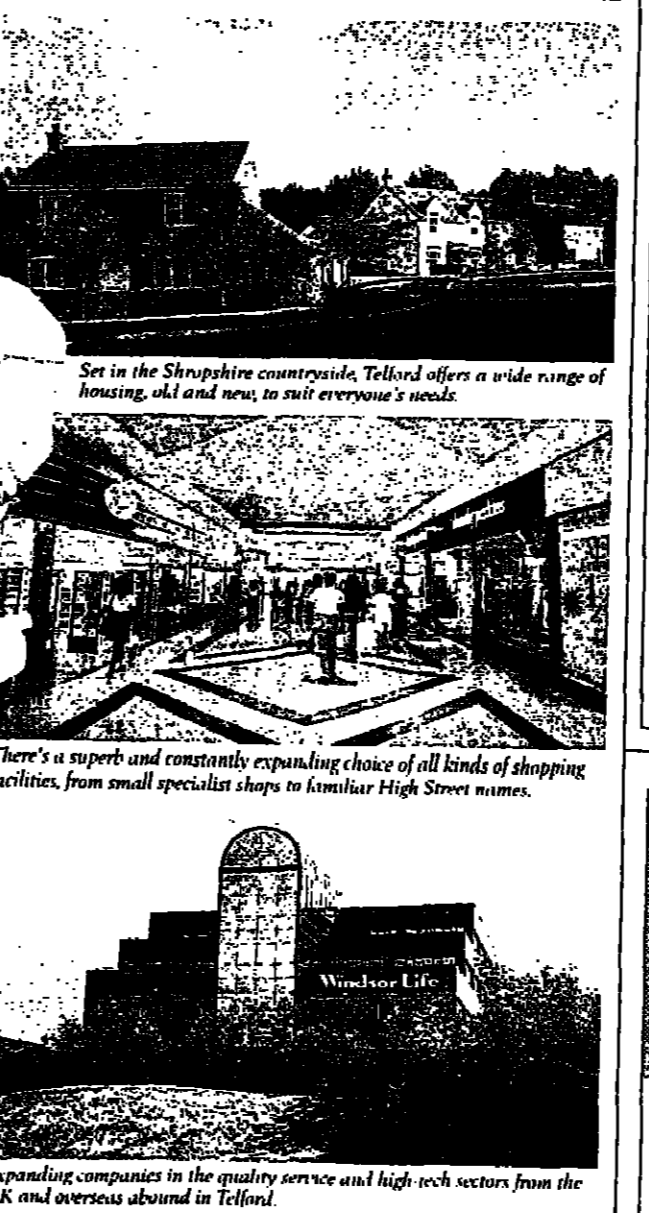 Set in the Shropshire countryside, Telford offers a wide range of
housing, old and new, to suit everyone's needs.
here's a superb and constantly expanding choice of all kinds of shopping
acilities, from small specialist shops to familiar High Street names.
Windsor Life
xpanding companies in the quality service and high-tech sectors from the
K and overseas abound in Telford.